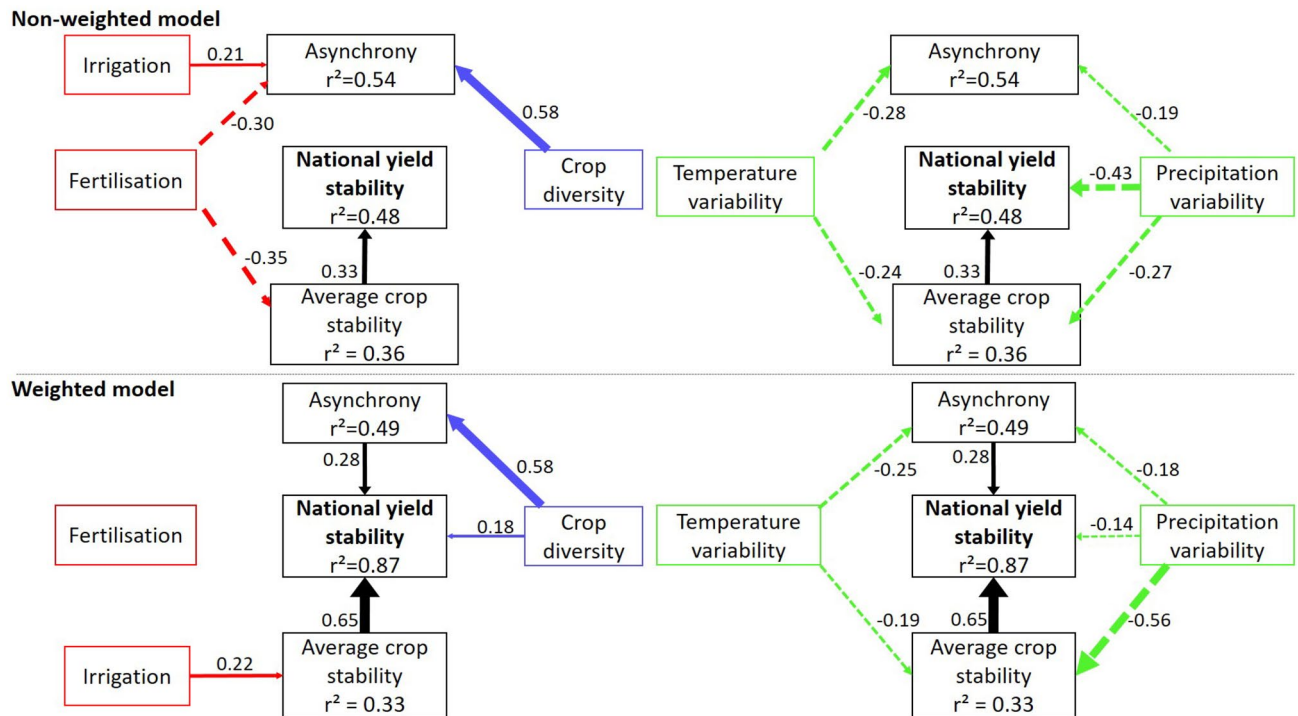 Non-weighted model
Irrigation
0.21
Asynchrony
r²=0.54
-0.30
0.58
Fertilisation
National yield
stability
r²=0.48
Crop
diversity
-0.35
0.33
Average crop
stability
r² = 0.36
Asynchrony
r²=0.54
-0.28
-0.19
Temperature
variability
National yield
stability
r²=0.48
-0.43
Precipitation
variability
-0.24
0.33
-0.27
Average crop
stability
r² = 0.36
Weighted model
Asynchrony
r²=0.49
0.28
0.58
Fertilisation
National yield
stability
r²=0.87
0.18
Crop
diversity
0.65
Irrigation
0.22
Average crop
stability
r² = 0.33
Asynchrony
r²=0.49
-0.25
0.28
-0.18
Temperature
variability
National yield
stability
r²=0.87
-0.14
Precipitation
variability
-0.19
0.65
-0.56
Average crop
stability
r² = 0.33